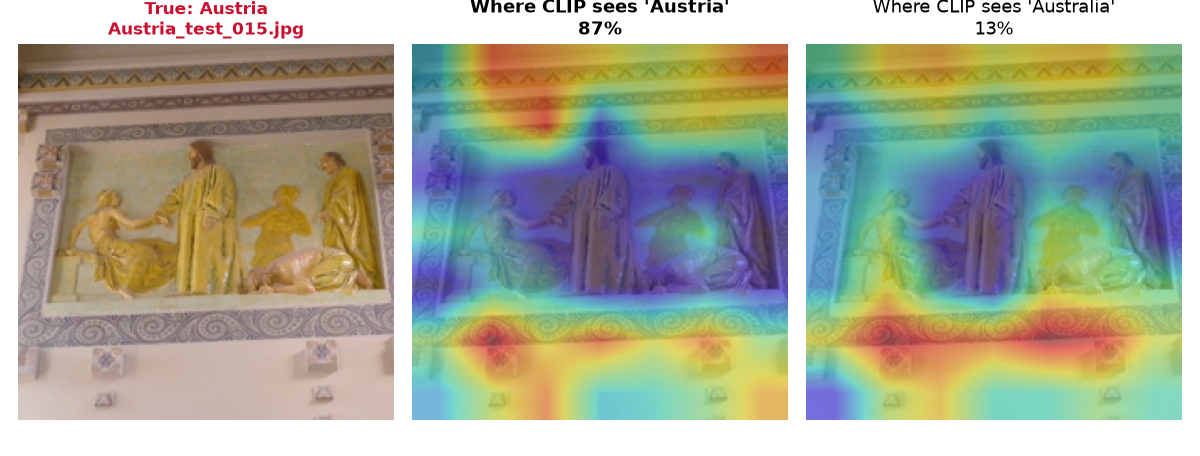 True: Austria
Austria_test_015.jpg
Where CLIP sees 'Austria'
87%
Where CLIP sees 'Australia'
13%